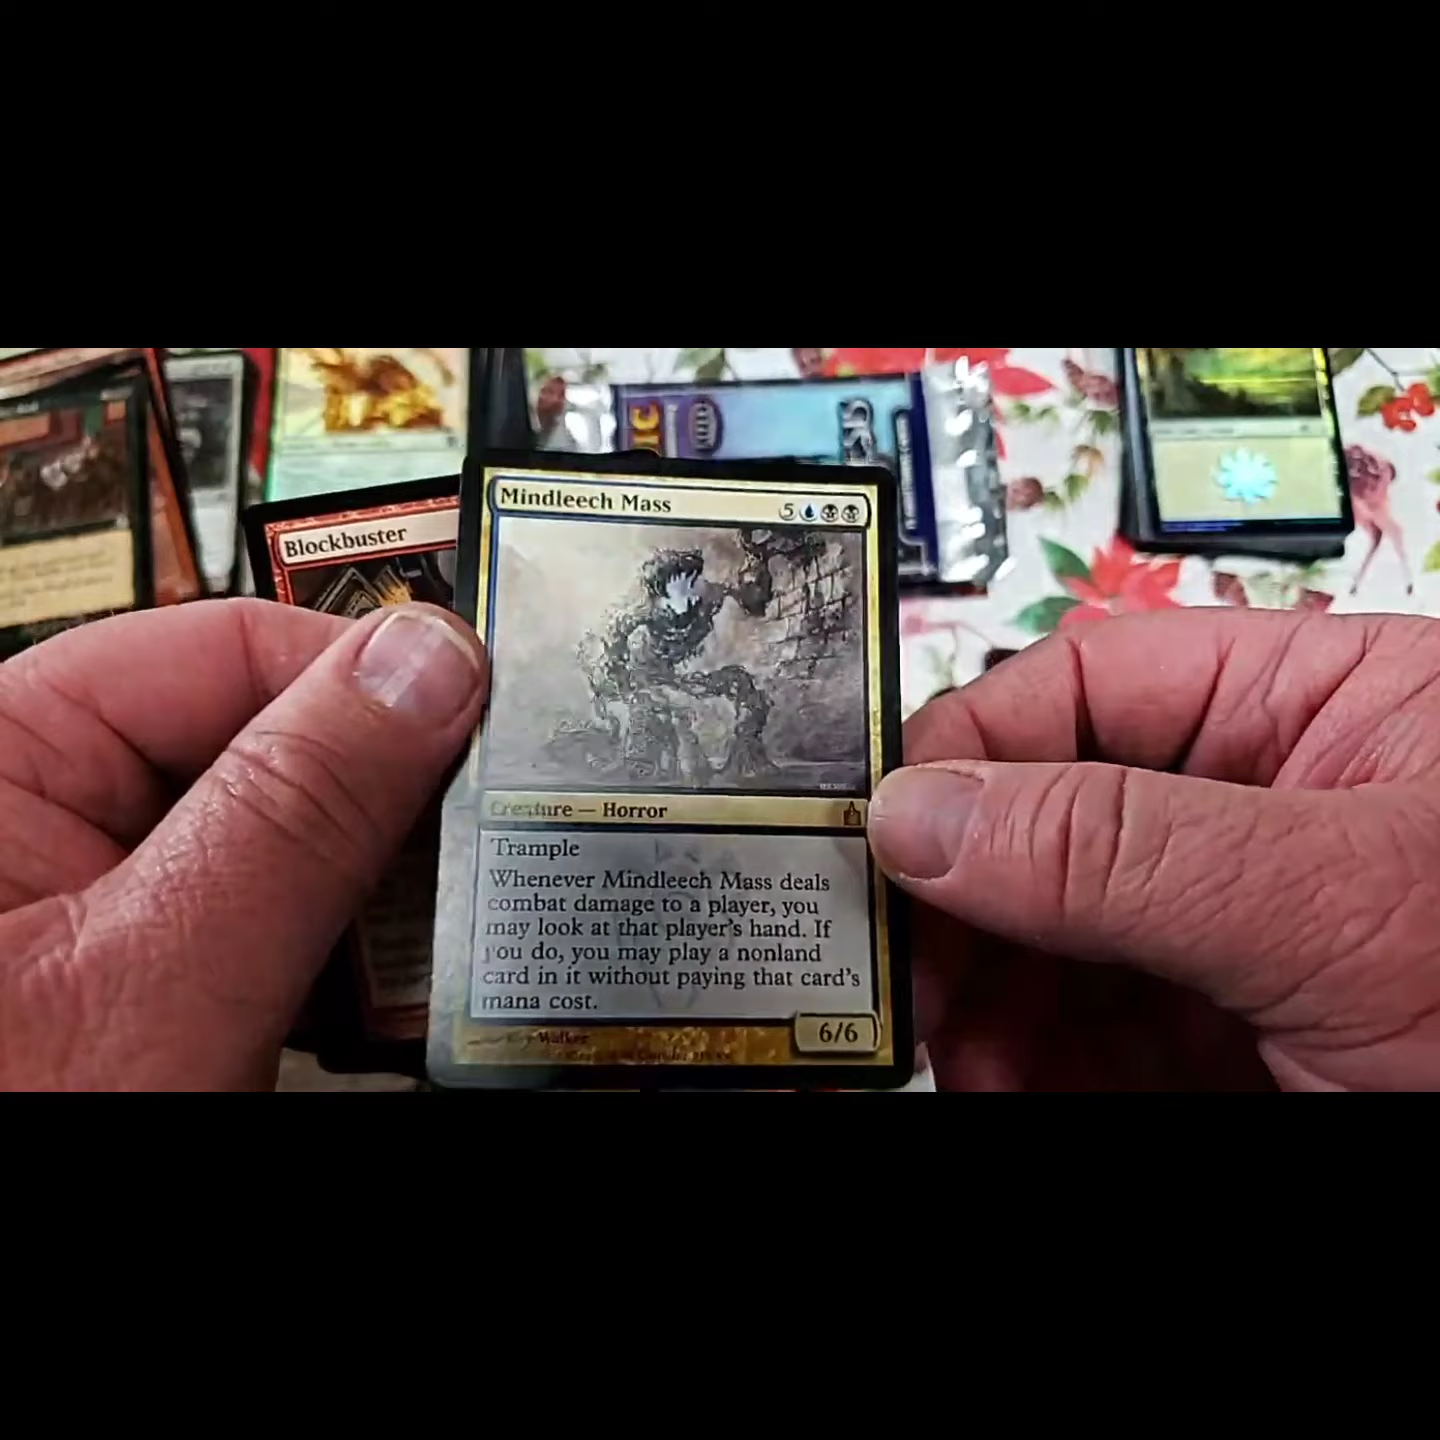 Blockbuster
Mindleech Mass
5
Creature — Horror
Trample
Whenever Mindleech Mass deals
combat damage to a player, you
may look at that player's hand. If
you do, you may play a nonland
card in it without paying that card's
mana cost.
6/6
Walker